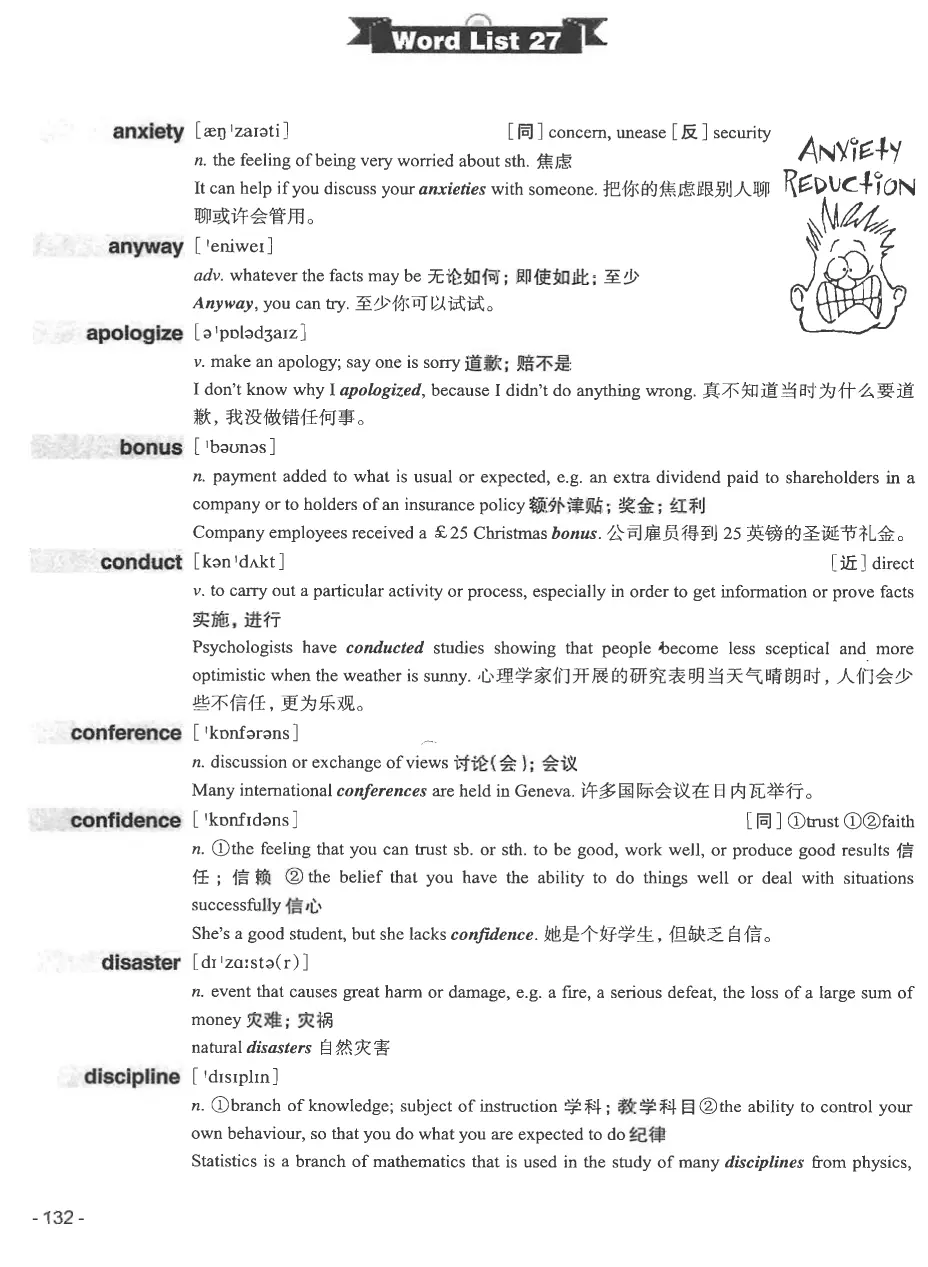 Word List 27
anxiety [æŋˈzaɪəti] [同] concern, unease [反] security
n. the feeling of being very worried about sth. 焦虑
It can help if you discuss your anxieties with someone. 把你的焦虑跟别人聊
聊或许会管用。
ANXiETY
REDUCTiON
anyway [ˈeniweɪ]
adv. whatever the facts may be 无论如何；即使如此；至少
Anyway, you can try. 至少你可以试试。
apologize [əˈpɒlədʒaɪz]
v. make an apology; say one is sorry 道歉；赔不是
I don't know why I apologized, because I didn't do anything wrong. 真不知道当时为什么要道
歉，我没做错任何事。
bonus [ˈbəʊnəs]
n. payment added to what is usual or expected, e.g. an extra dividend paid to shareholders in a
company or to holders of an insurance policy 额外津贴；奖金；红利
Company employees received a £25 Christmas bonus. 公司雇员得到 25 英镑的圣诞节礼金。
conduct [kənˈdʌkt] [近] direct
v. to carry out a particular activity or process, especially in order to get information or prove facts
实施，进行
Psychologists have conducted studies showing that people become less sceptical and more
optimistic when the weather is sunny. 心理学家们开展的研究表明当天气晴朗时，人们会少
些不信任，更为乐观。
conference [ˈkɒnfərəns]
n. discussion or exchange of views 讨论(会)；会议
Many international conferences are held in Geneva. 许多国际会议在日内瓦举行。
confidence [ˈkɒnfɪdəns] [同] ①trust ①②faith
n. ①the feeling that you can trust sb. or sth. to be good, work well, or produce good results 信
任；信赖 ②the belief that you have the ability to do things well or deal with situations
successfully 信心
She's a good student, but she lacks confidence. 她是个好学生，但缺乏自信。
disaster [dɪˈzɑːstə(r)]
n. event that causes great harm or damage, e.g. a fire, a serious defeat, the loss of a large sum of
money 灾难；灾祸
natural disasters 自然灾害
discipline [ˈdɪsɪplɪn]
n. ①branch of knowledge; subject of instruction 学科；教学科目②the ability to control your
own behaviour, so that you do what you are expected to do 纪律
Statistics is a branch of mathematics that is used in the study of many disciplines from physics,
- 132 -